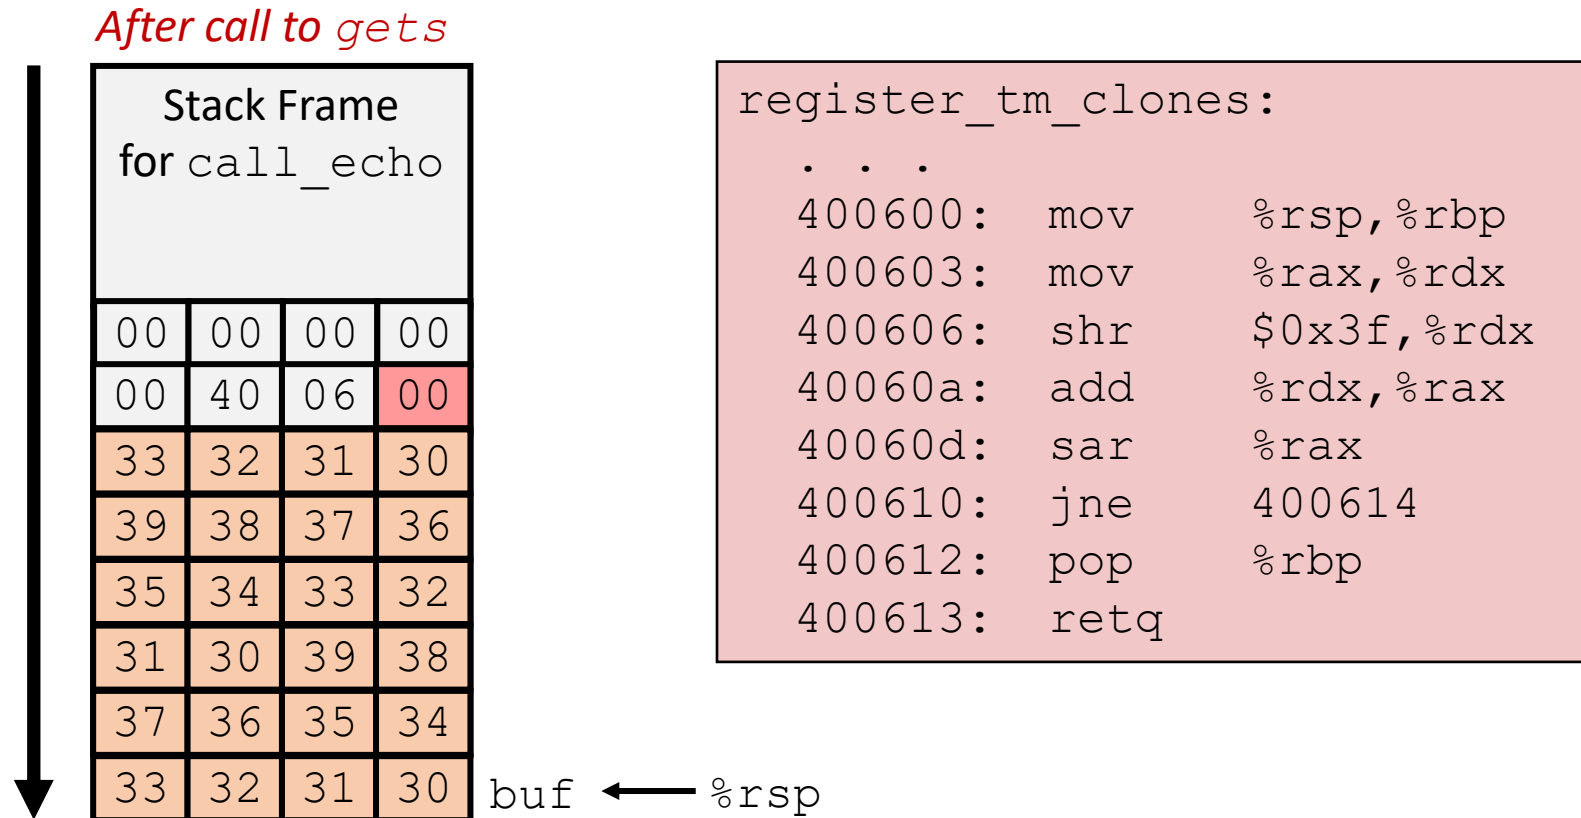 After call to gets
Stack Frame
for call_echo
00 00 00 00
00 40 06 00
33 32 31 30
39 38 37 36
35 34 33 32
31 30 39 38
37 36 35 34
33 32 31 30 buf %rsp
register_tm_clones:
. . .
400600: mov %rsp,%rbp
400603: mov %rax,%rdx
400606: shr $0x3f,%rdx
40060a: add %rdx,%rax
40060d: sar %rax
400610: jne 400614
400612: pop %rbp
400613: retq